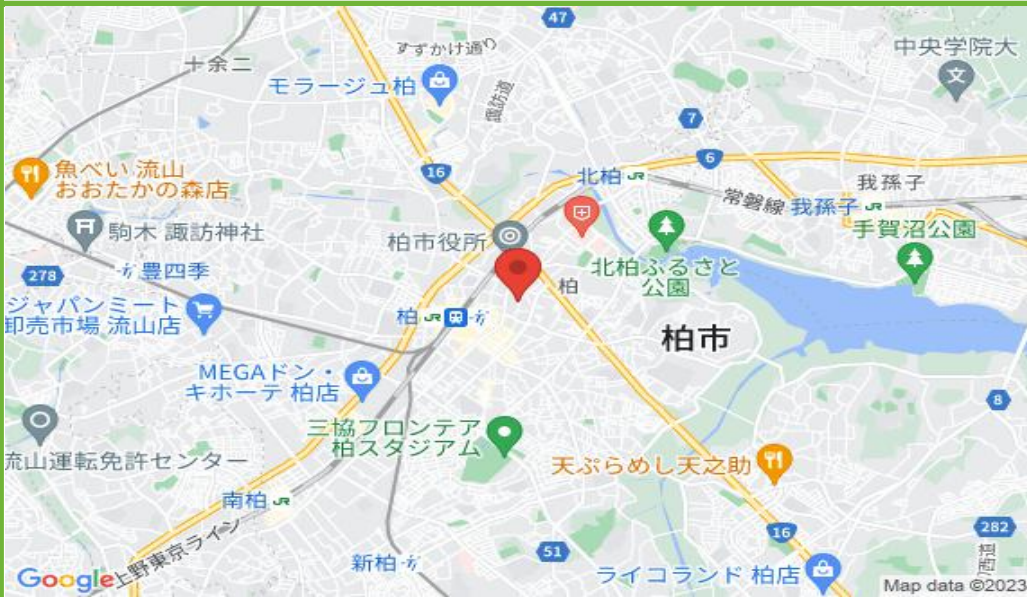 47
すずかけ通り
中央学院大
十余二
モラージュ柏
諏訪道
7
6
16
魚べい 流山
おおたかの森店
北柏 JR
我孫子
常磐線
我孫子 JR
手賀沼公園
駒木 諏訪神社
柏市役所
北柏ふるさと
公園
278
豊四季
柏
ジャパンミート
卸売市場 流山店
柏 JR
柏市
MEGAドン・
キホーテ 柏店
8
三協フロンテア
柏スタジアム
流山運転免許センター
天ぷらめし天之助
南柏 JR
16
282
上野東京ライン
新柏
51
ライコランド 柏店
Google
Map data ©2023